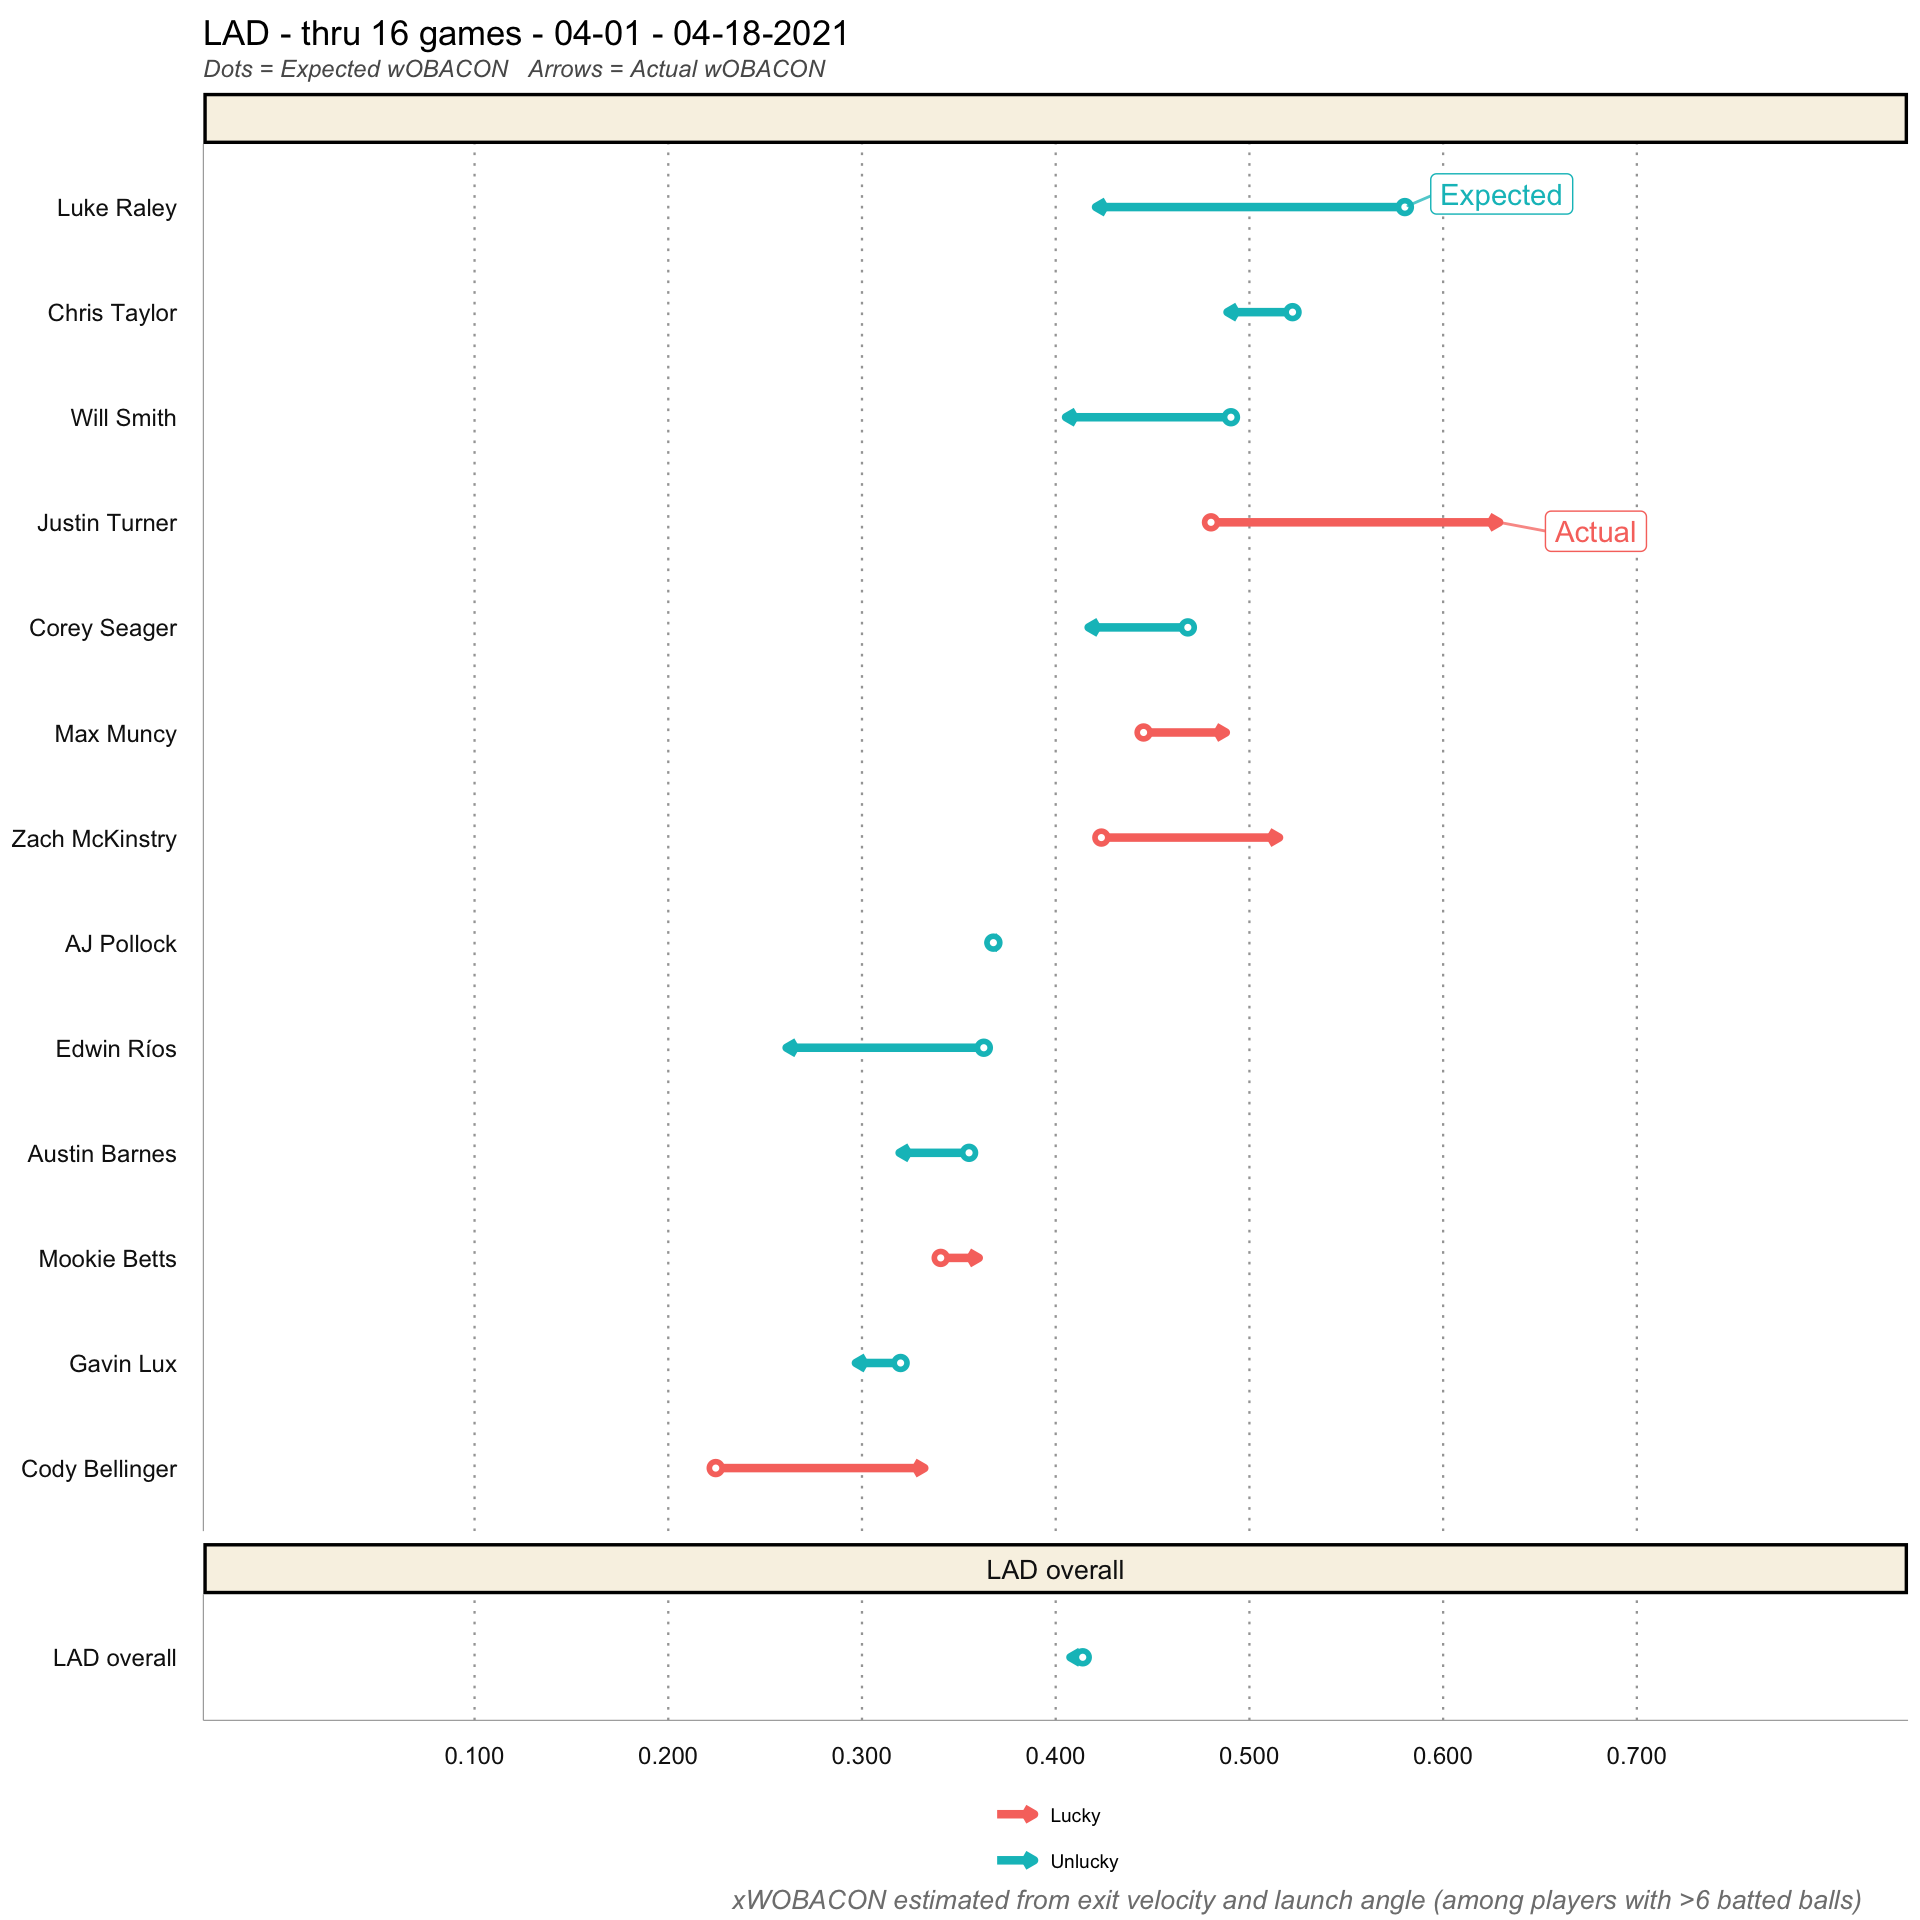 LAD - thru 16 games - 04-01 - 04-18-2021
Dots = Expected wOBACON   Arrows = Actual wOBACON
Luke Raley
Expected
Chris Taylor
Will Smith
Justin Turner
Actual
Corey Seager
Max Muncy
Zach McKinstry
AJ Pollock
Edwin Ríos
Austin Barnes
Mookie Betts
Gavin Lux
Cody Bellinger
LAD overall
LAD overall
0.100 0.200 0.300 0.400 0.500 0.600 0.700
Lucky
Unlucky
xWOBACON estimated from exit velocity and launch angle (among players with >6 batted balls)